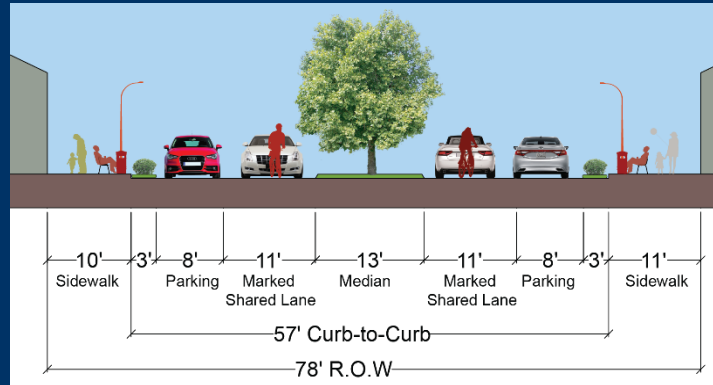 10' 3' 8' 11' 13' 11' 8' 3' 11'
Sidewalk Parking Marked Median Marked Parking Sidewalk
Shared Lane Shared Lane
57' Curb-to-Curb
78' R.O.W